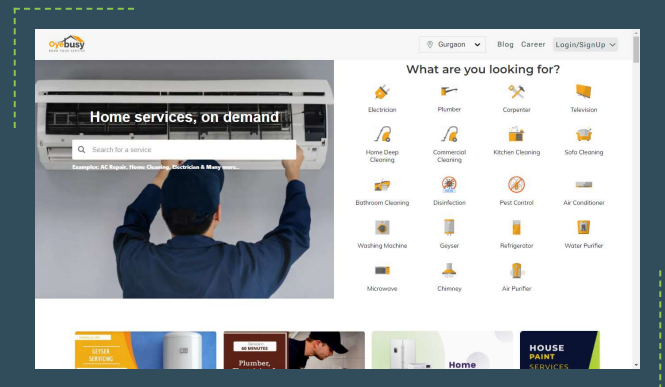 Oyebusy
Gurgaon
Blog
Career
Login/SignUp
Home services, on demand
Search for a service
Examples: AC Repair, Home Cleaning, Electrician & Many more..
What are you looking for?
Electrician
Plumber
Carpenter
Television
Home Deep
Cleaning
Commercial
Cleaning
Kitchen Cleaning
Sofa Cleaning
Bathroom Cleaning
Disinfection
Pest Control
Air Conditioner
Washing Machine
Geyser
Refrigerator
Water Purifier
Microwave
Chimney
Air Purifier
GEYSER
SERVICING
60 MINUTES
Plumber,
Home
HOUSE
PAINT
SERVICES